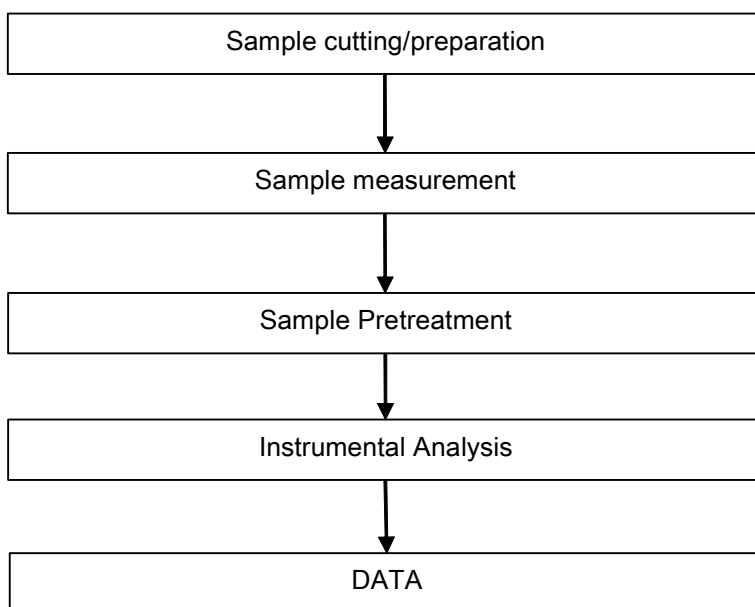 Sample cutting/preparation
Sample measurement
Sample Pretreatment
Instrumental Analysis
DATA